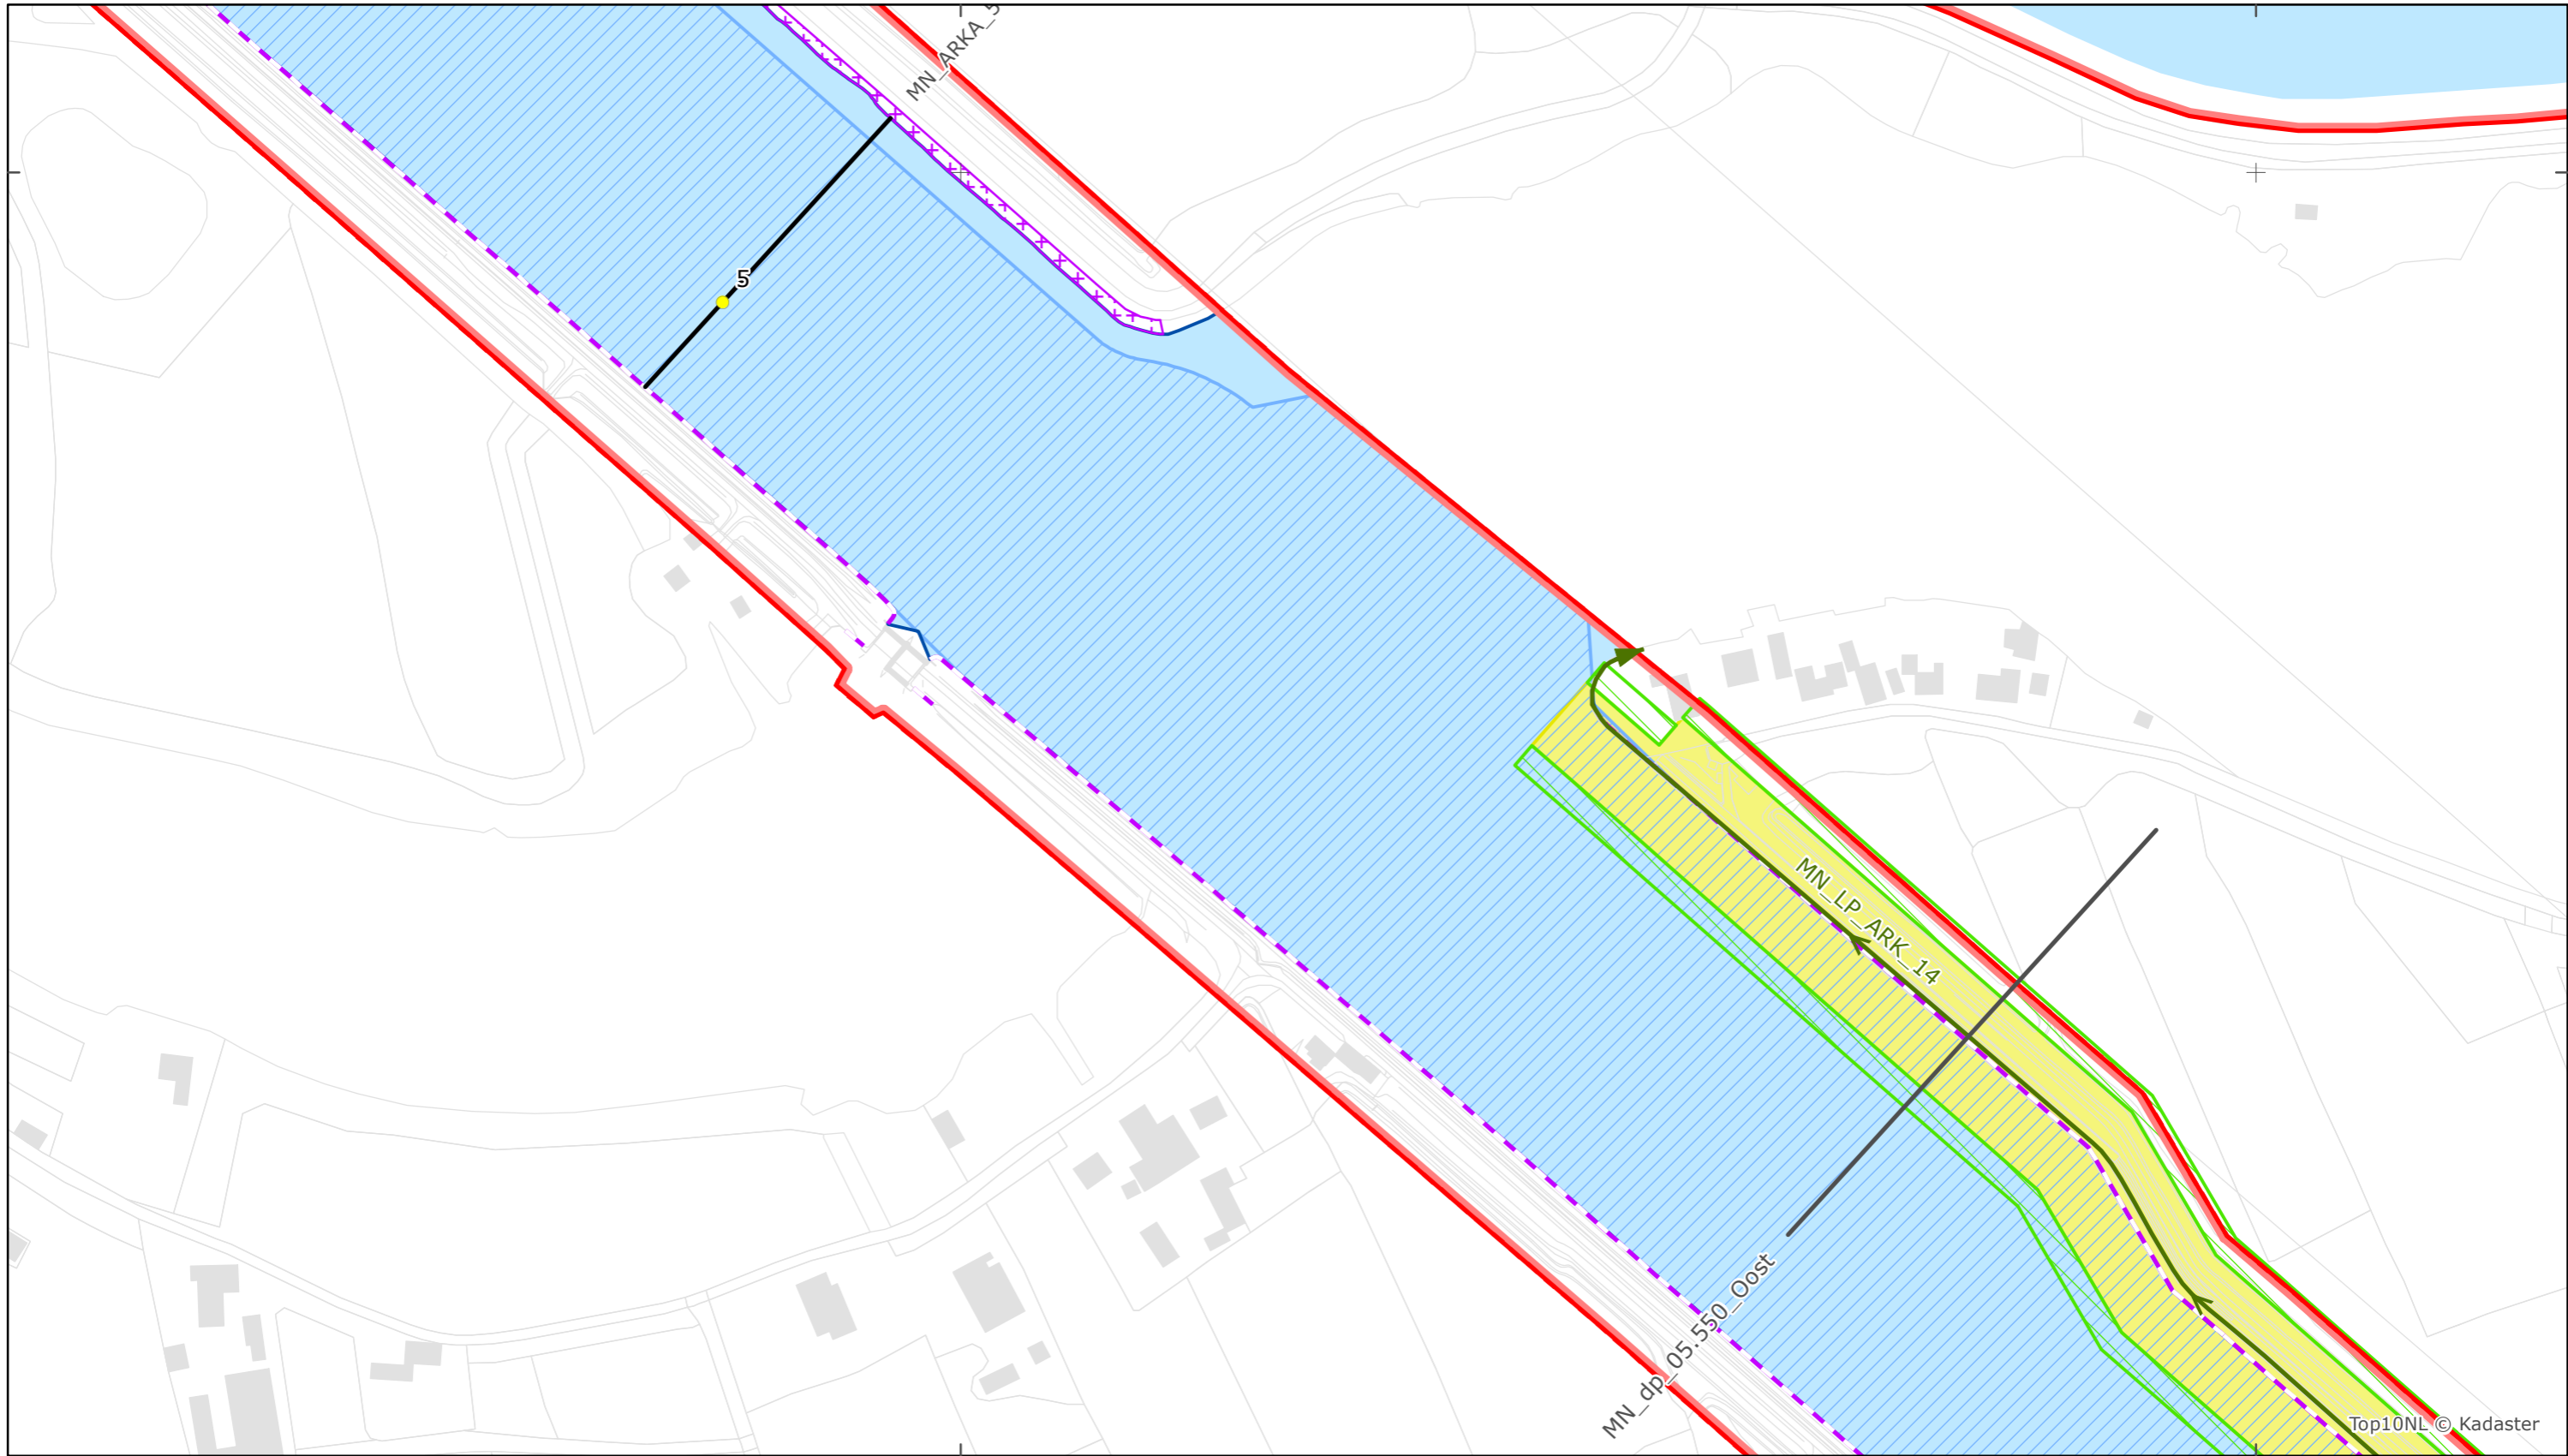 MN_ARKA_5
5
MN_LP_ARK_14
MN_dp_05.550_Oost
Top10NL © Kadaster